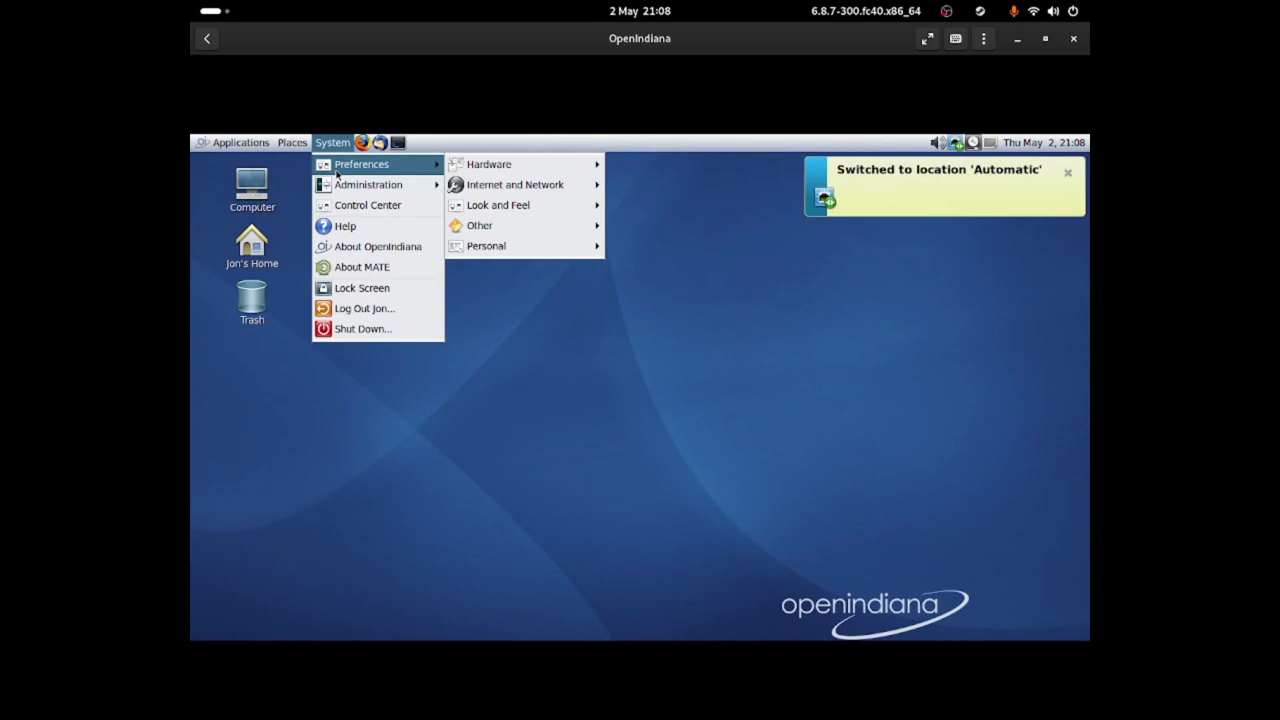 2 May 21:08
6.8.7-300.fc40.x86_64
OpenIndiana
Applications Places System
Thu May 2, 21:08
Preferences
Administration
Control Center
Help
About OpenIndiana
About MATE
Lock Screen
Log Out Jon...
Shut Down...
Hardware
Internet and Network
Look and Feel
Other
Personal
Switched to location 'Automatic'
Computer
Jon's Home
Trash
openindiana